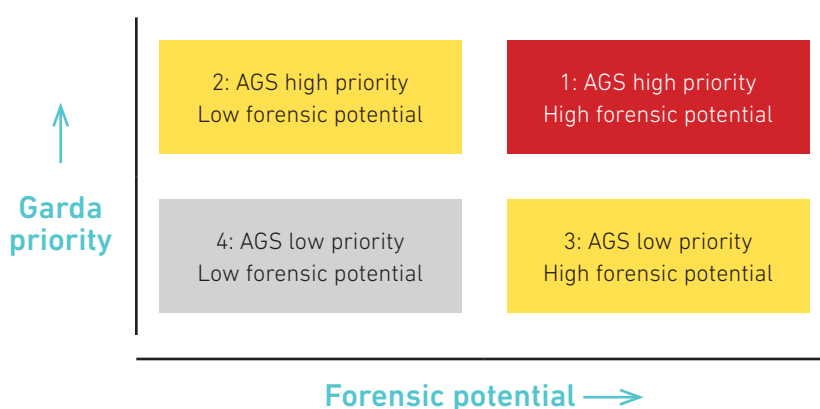 2: AGS high priority
Low forensic potential
1: AGS high priority
High forensic potential
Garda
priority
4: AGS low priority
Low forensic potential
3: AGS low priority
High forensic potential
Forensic potential